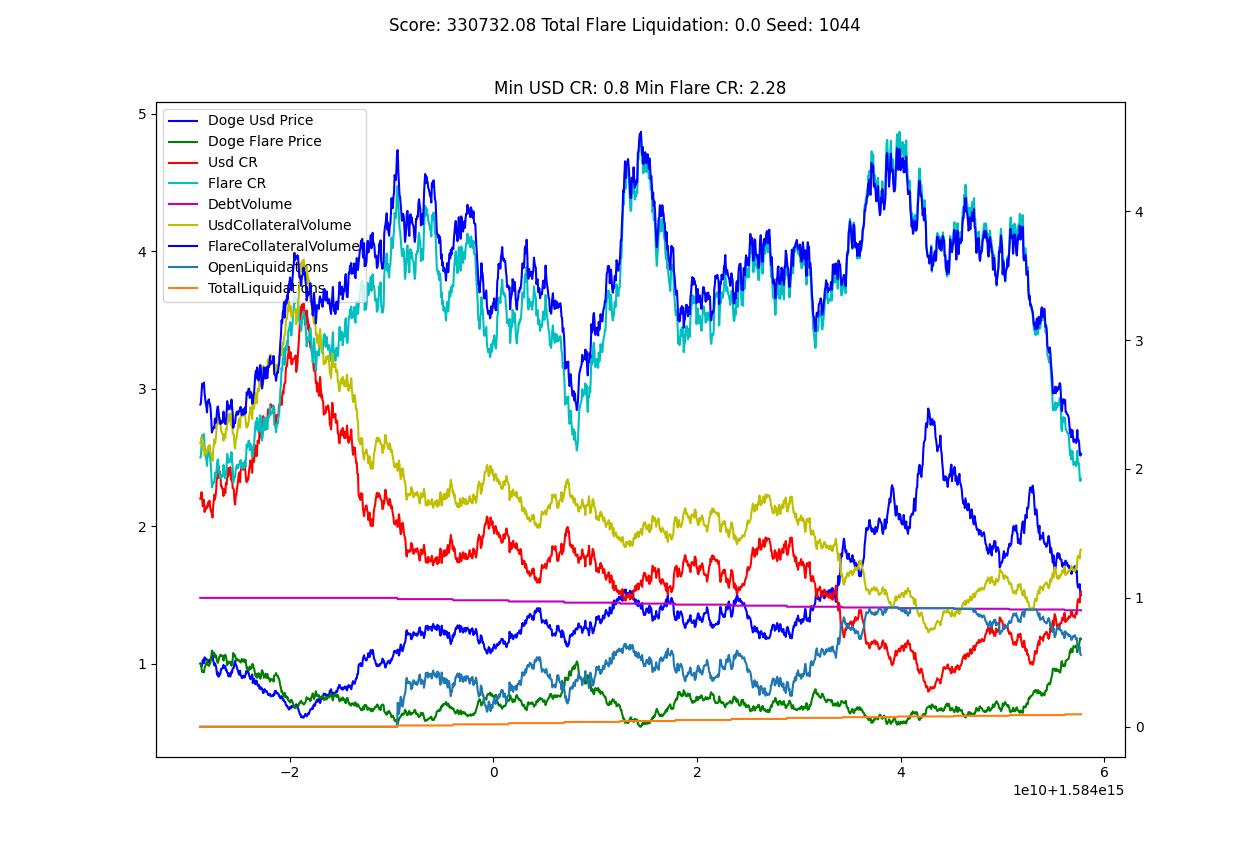 Score: 330732.08 Total Flare Liquidation: 0.0 Seed: 1044
Min USD CR: 0.8 Min Flare CR: 2.28
Doge Usd Price
Doge Flare Price
Usd CR
Flare CR
DebtVolume
UsdCollateralVolume
FlareCollateralVolume
OpenLiquidations
TotalLiquidations
5
4
3
2
1
4
3
2
1
0
−2
0
2
4
6
1e10+1.584e15